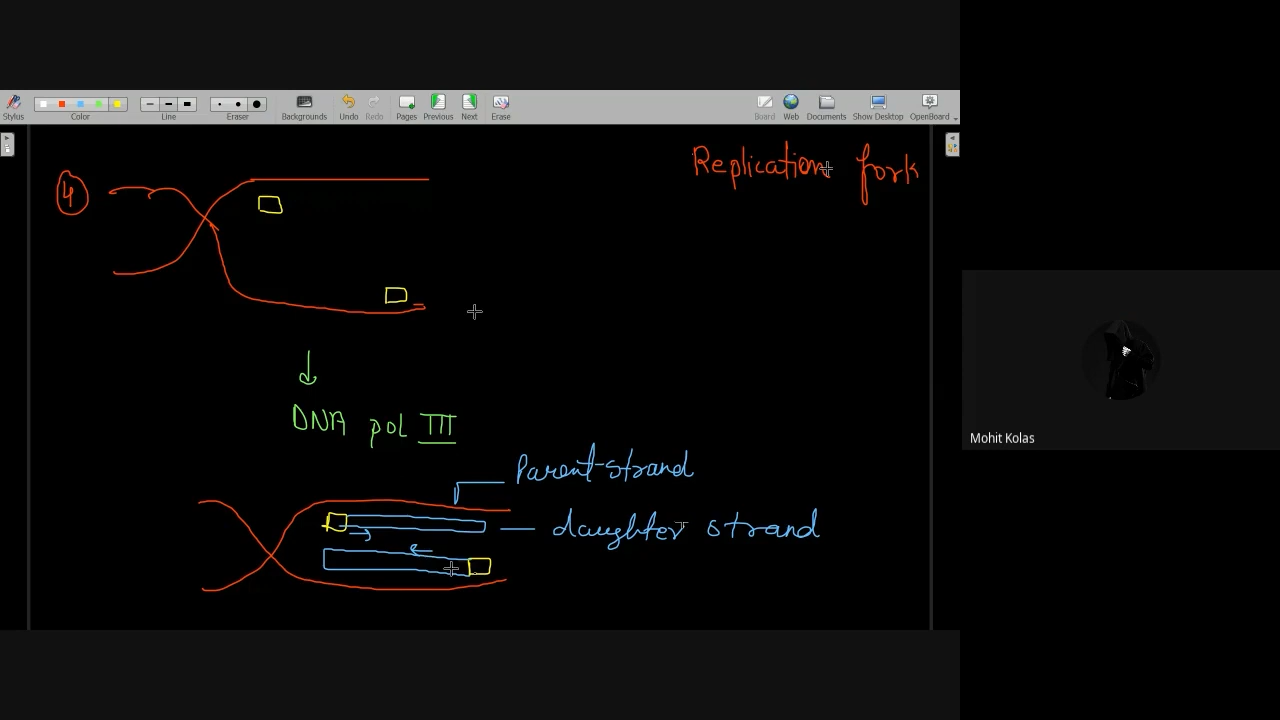 Stylus
Color
Line
Eraser
Backgrounds
Undo
Redo
Pages
Previous
Next
Erase
Board
Web
Documents
Show Desktop
OpenBoard
Replication fork
4
DNA pol III
Parent-strand
daughter strand
Mohit Kolas